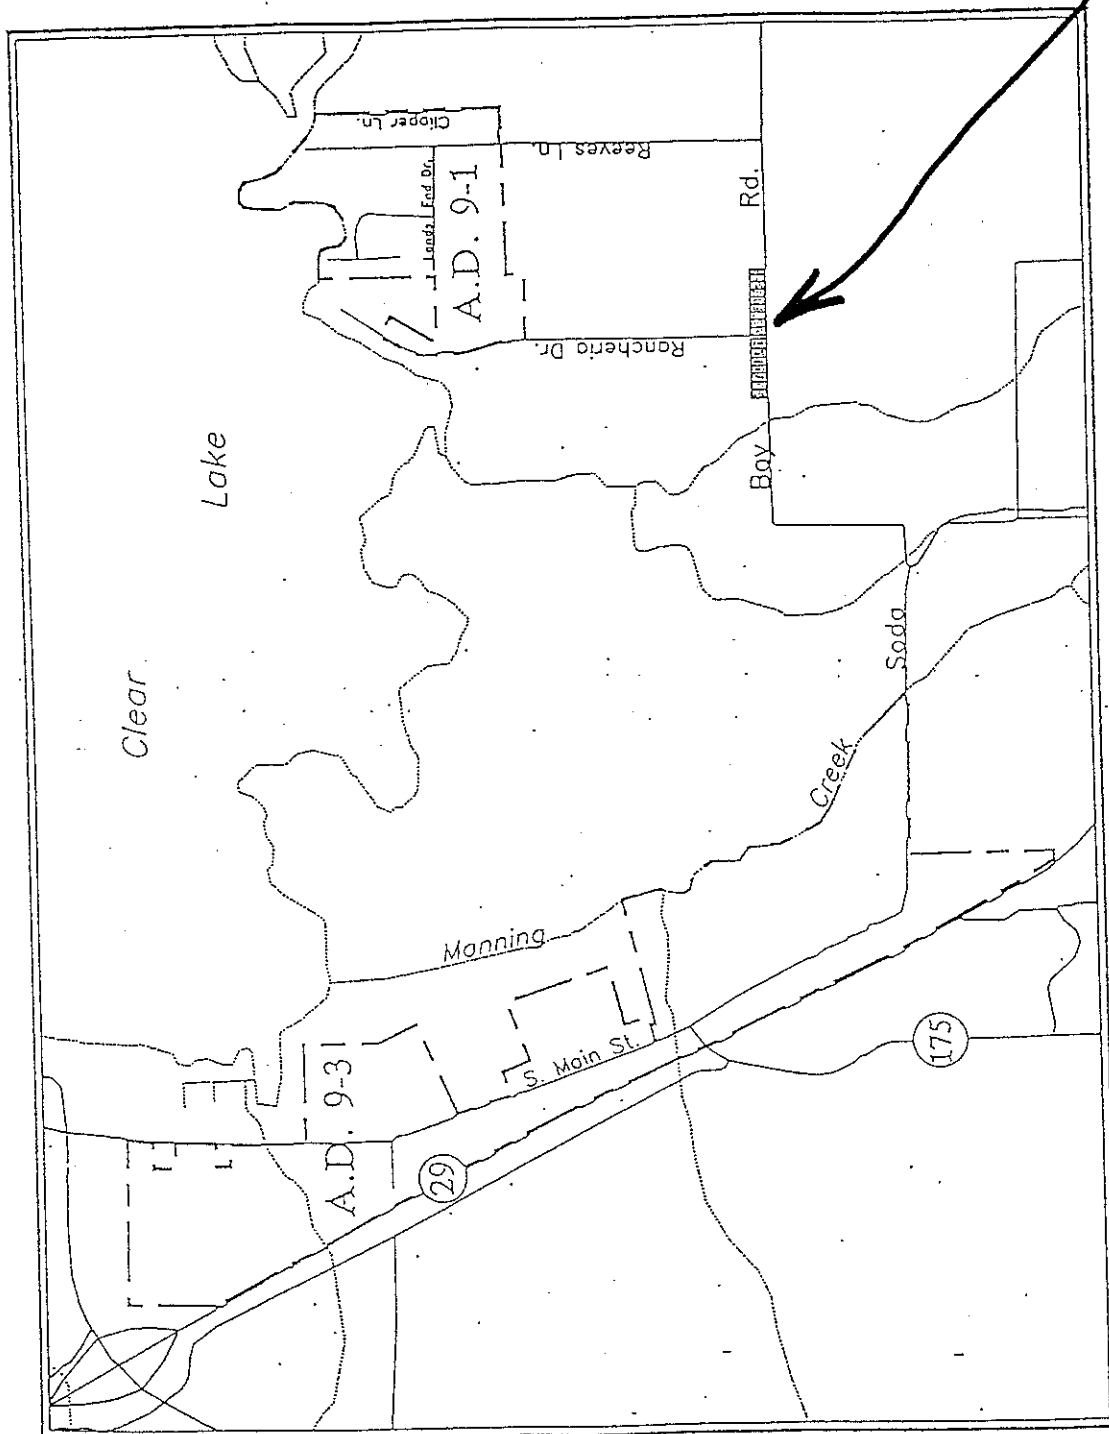 Clear Lake
Clipper Ln.
Reeves Ln.
Lands End Dr.
A.D. 9-1
Rancheria Dr.
Soda Bay Rd.
Manning Creek
S. Main St.
A.D. 9-3
29
175